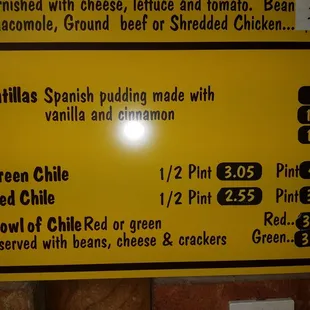 rnished with cheese, lettuce and tomato. Bean
acomole, Ground beef or Shredded Chicken...
tillas Spanish pudding made with
vanilla and cinnamon
reen Chile 1/2 PInt 3.05 Pint
ed Chile 1/2 Pint 2.55 Pint
owl of Chile Red or green Red..
served with beans, cheese & crackers Green..